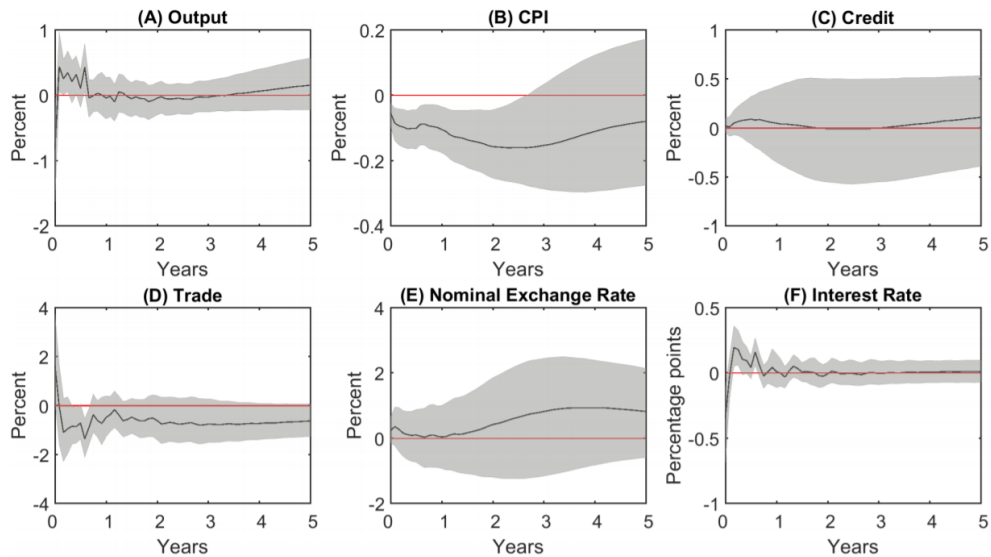 (A) Output
1
0
-1
-2
Percent
0 1 2 3 4 5
Years
(B) CPI
0.2
0
-0.2
-0.4
Percent
0 1 2 3 4 5
Years
(C) Credit
1
0.5
0
-0.5
-1
Percent
0 1 2 3 4 5
Years
(D) Trade
4
2
0
-2
-4
Percent
0 1 2 3 4 5
Years
(E) Nominal Exchange Rate
4
2
0
-2
Percent
0 1 2 3 4 5
Years
(F) Interest Rate
0.5
0
-0.5
-1
Percentage points
0 1 2 3 4 5
Years